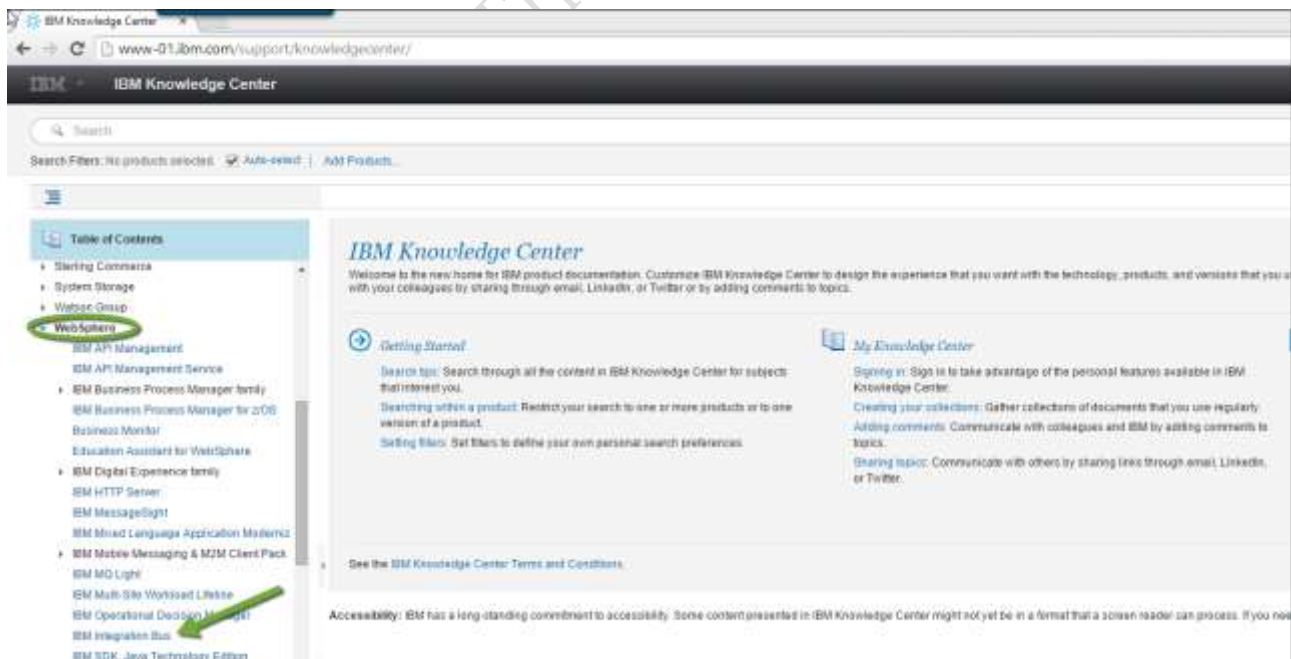 IBM Knowledge Center
www-01.ibm.com/support/knowledgecenter/
IBM
IBM Knowledge Center
Search
Search Filters: No products selected. Auto-select | Add Products...
Table of Contents
Sterling Commerce
System Storage
Watson Group
WebSphere
IBM API Management
IBM API Management Service
IBM Business Process Manager family
IBM Business Process Manager for z/OS
Business Monitor
Education Assistant for WebSphere
IBM Digital Experience family
IBM HTTP Server
IBM MessageSight
IBM Mixed Language Application Moderniz
IBM Mobile Messaging & M2M Client Pack
IBM MQ Light
IBM Multi-Site Workload Lifeline
IBM Operational Decision
IBM Integration Bus
IBM SDK, Java Technology Edition
IBM Knowledge Center
Welcome to the new home for IBM product documentation. Customize IBM Knowledge Center to design the experience that you want with the technology, products, and versions that you u
with your colleagues by sharing through email, LinkedIn, or Twitter or by adding comments to topics.
Getting Started
Search tips: Search through all the content in IBM Knowledge Center for subjects
that interest you.
Searching within a product: Restrict your search to one or more products or to one
version of a product.
Setting filters: Set filters to define your own personal search preferences.
My Knowledge Center
Signing in: Sign in to take advantage of the personal features available in IBM
Knowledge Center.
Creating your collections: Gather collections of documents that you use regularly.
Adding comments: Communicate with colleagues and IBM by adding comments to
topics.
Sharing topics: Communicate with others by sharing links through email, LinkedIn,
or Twitter.
See the IBM Knowledge Center Terms and Conditions.
Accessibility: IBM has a long-standing commitment to accessibility. Some content presented in IBM Knowledge Center might not yet be in a format that a screen reader can process. If you nee